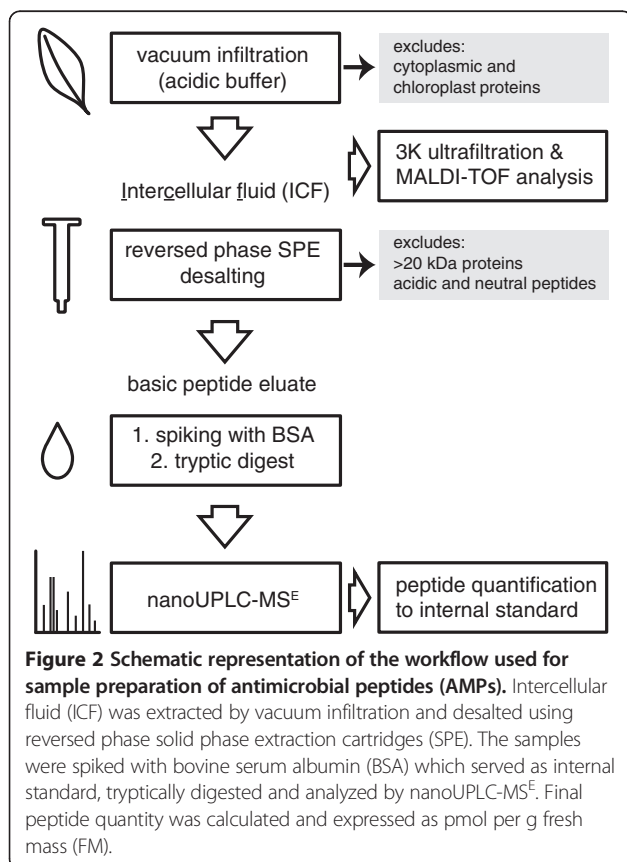 vacuum infiltration
(acidic buffer)
excludes:
cytoplasmic and
chloroplast proteins
Intercellular fluid (ICF)
3K ultrafiltration &
MALDI-TOF analysis
reversed phase SPE
desalting
excludes:
>20 kDa proteins
acidic and neutral peptides
basic peptide eluate
1. spiking with BSA
2. tryptic digest
nanoUPLC-MSᴱ
peptide quantification
to internal standard
Figure 2 Schematic representation of the workflow used for
sample preparation of antimicrobial peptides (AMPs). Intercellular
fluid (ICF) was extracted by vacuum infiltration and desalted using
reversed phase solid phase extraction cartridges (SPE). The samples
were spiked with bovine serum albumin (BSA) which served as internal
standard, tryptically digested and analyzed by nanoUPLC-MSᴱ. Final
peptide quantity was calculated and expressed as pmol per g fresh
mass (FM).